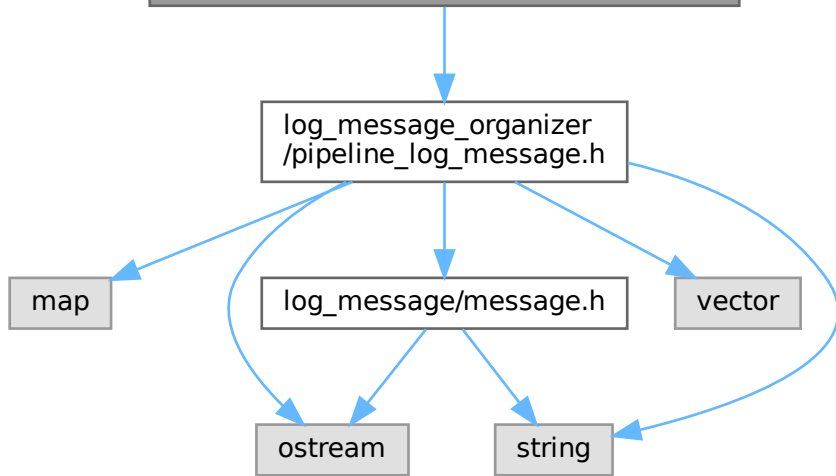 log_message_organizer
/pipeline_log_message.h
map
log_message/message.h
vector
ostream
string